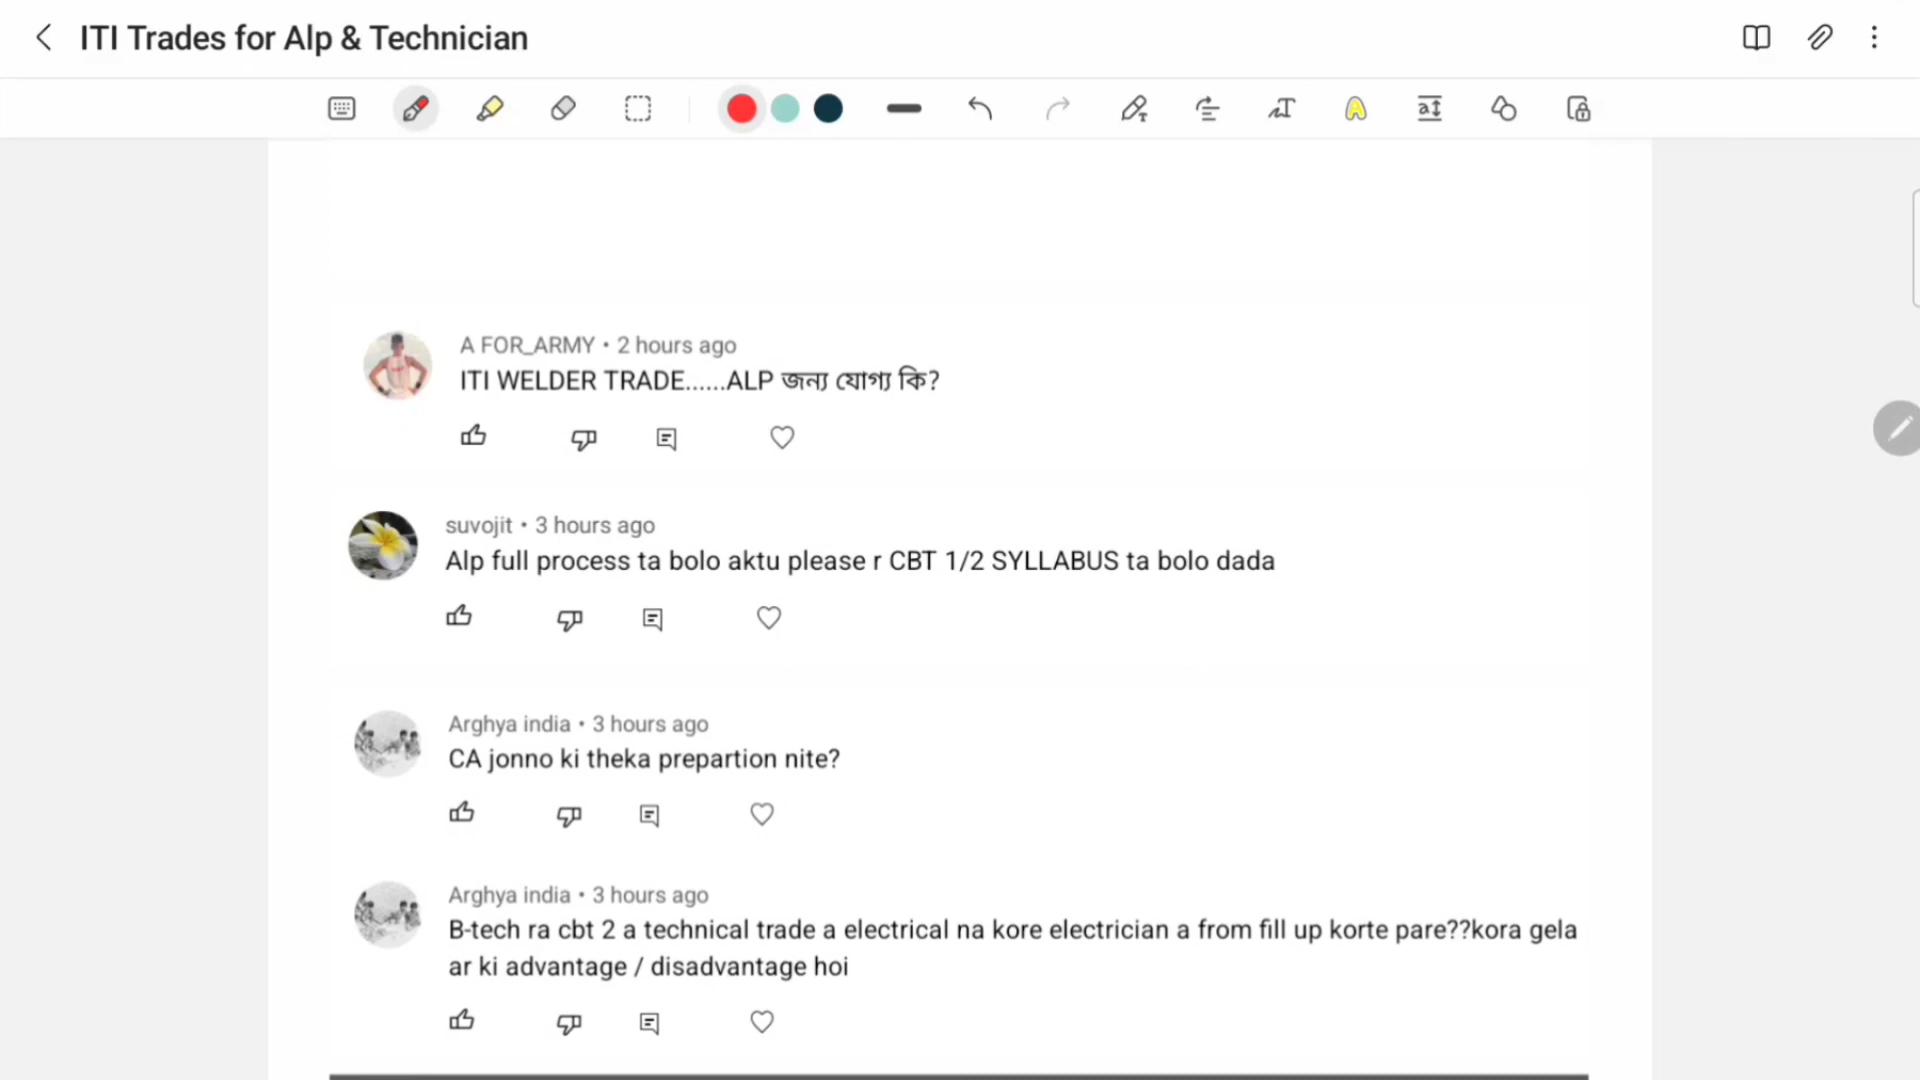 ITI Trades for Alp & Technician
A FOR_ARMY • 2 hours ago
ITI WELDER TRADE......ALP জন্য যোগ্য কি?
suvojit • 3 hours ago
Alp full process ta bolo aktu please r CBT 1/2 SYLLABUS ta bolo dada
Arghya india • 3 hours ago
CA jonno ki theka prepartion nite?
Arghya india • 3 hours ago
B-tech ra cbt 2 a technical trade a electrical na kore electrician a from fill up korte pare??kora gela
ar ki advantage / disadvantage hoi